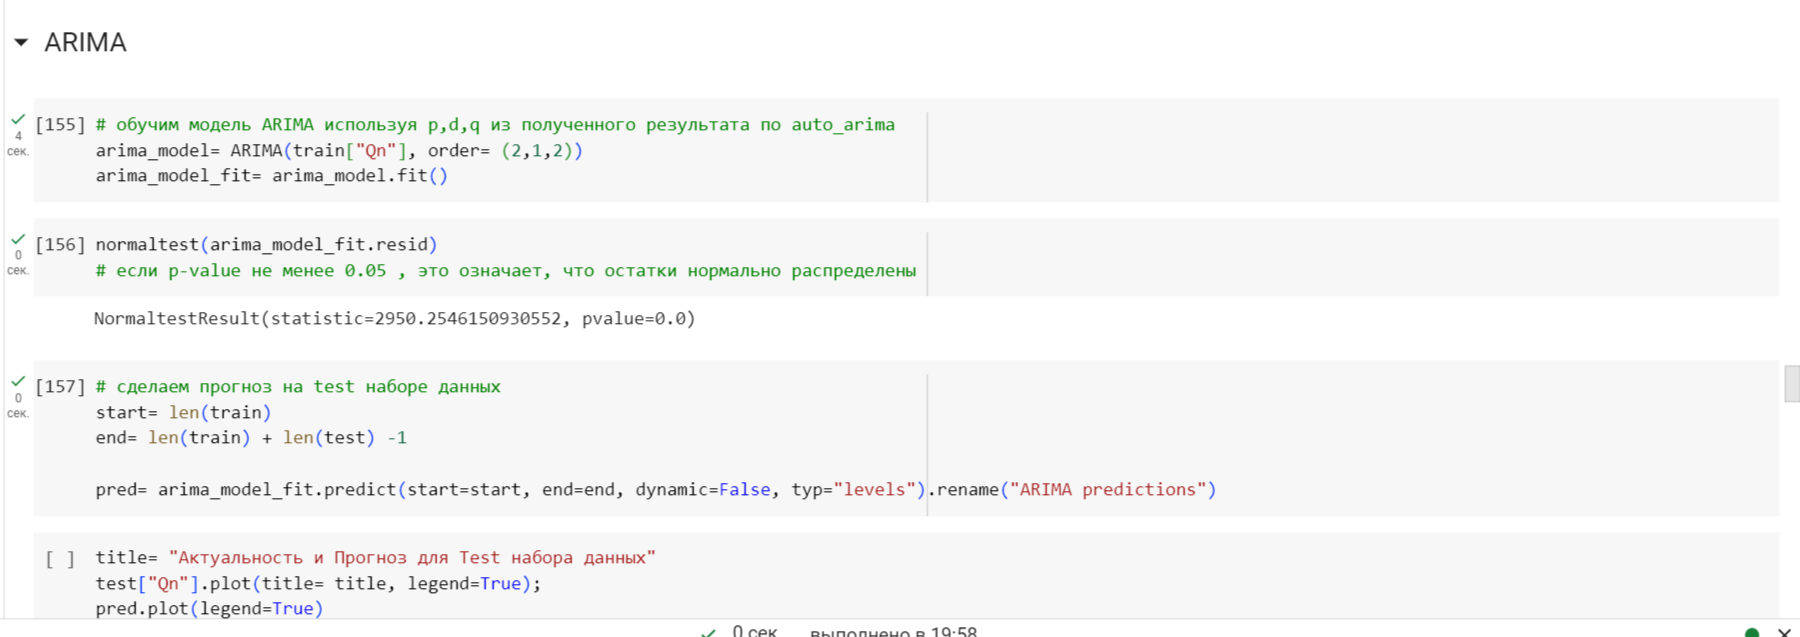 ARIMA
[155] # обучим модель ARIMA используя p,d,q из полученного результата по auto_arima
4
сек.
arima_model= ARIMA(train["Qn"], order= (2,1,2))
arima_model_fit= arima_model.fit()
[156] normaltest(arima_model_fit.resid)
0
сек.
# если p-value не менее 0.05 , это означает, что остатки нормально распределены
NormaltestResult(statistic=2950.2546150930552, pvalue=0.0)
[157] # сделаем прогноз на test наборе данных
0
сек.
start= len(train)
end= len(train) + len(test) -1
pred= arima_model_fit.predict(start=start, end=end, dynamic=False, typ="levels").rename("ARIMA predictions")
[ ] title= "Актуальность и Прогноз для Test набора данных"
test["Qn"].plot(title= title, legend=True);
pred.plot(legend=True)
0 сек. выполнено в 19:58